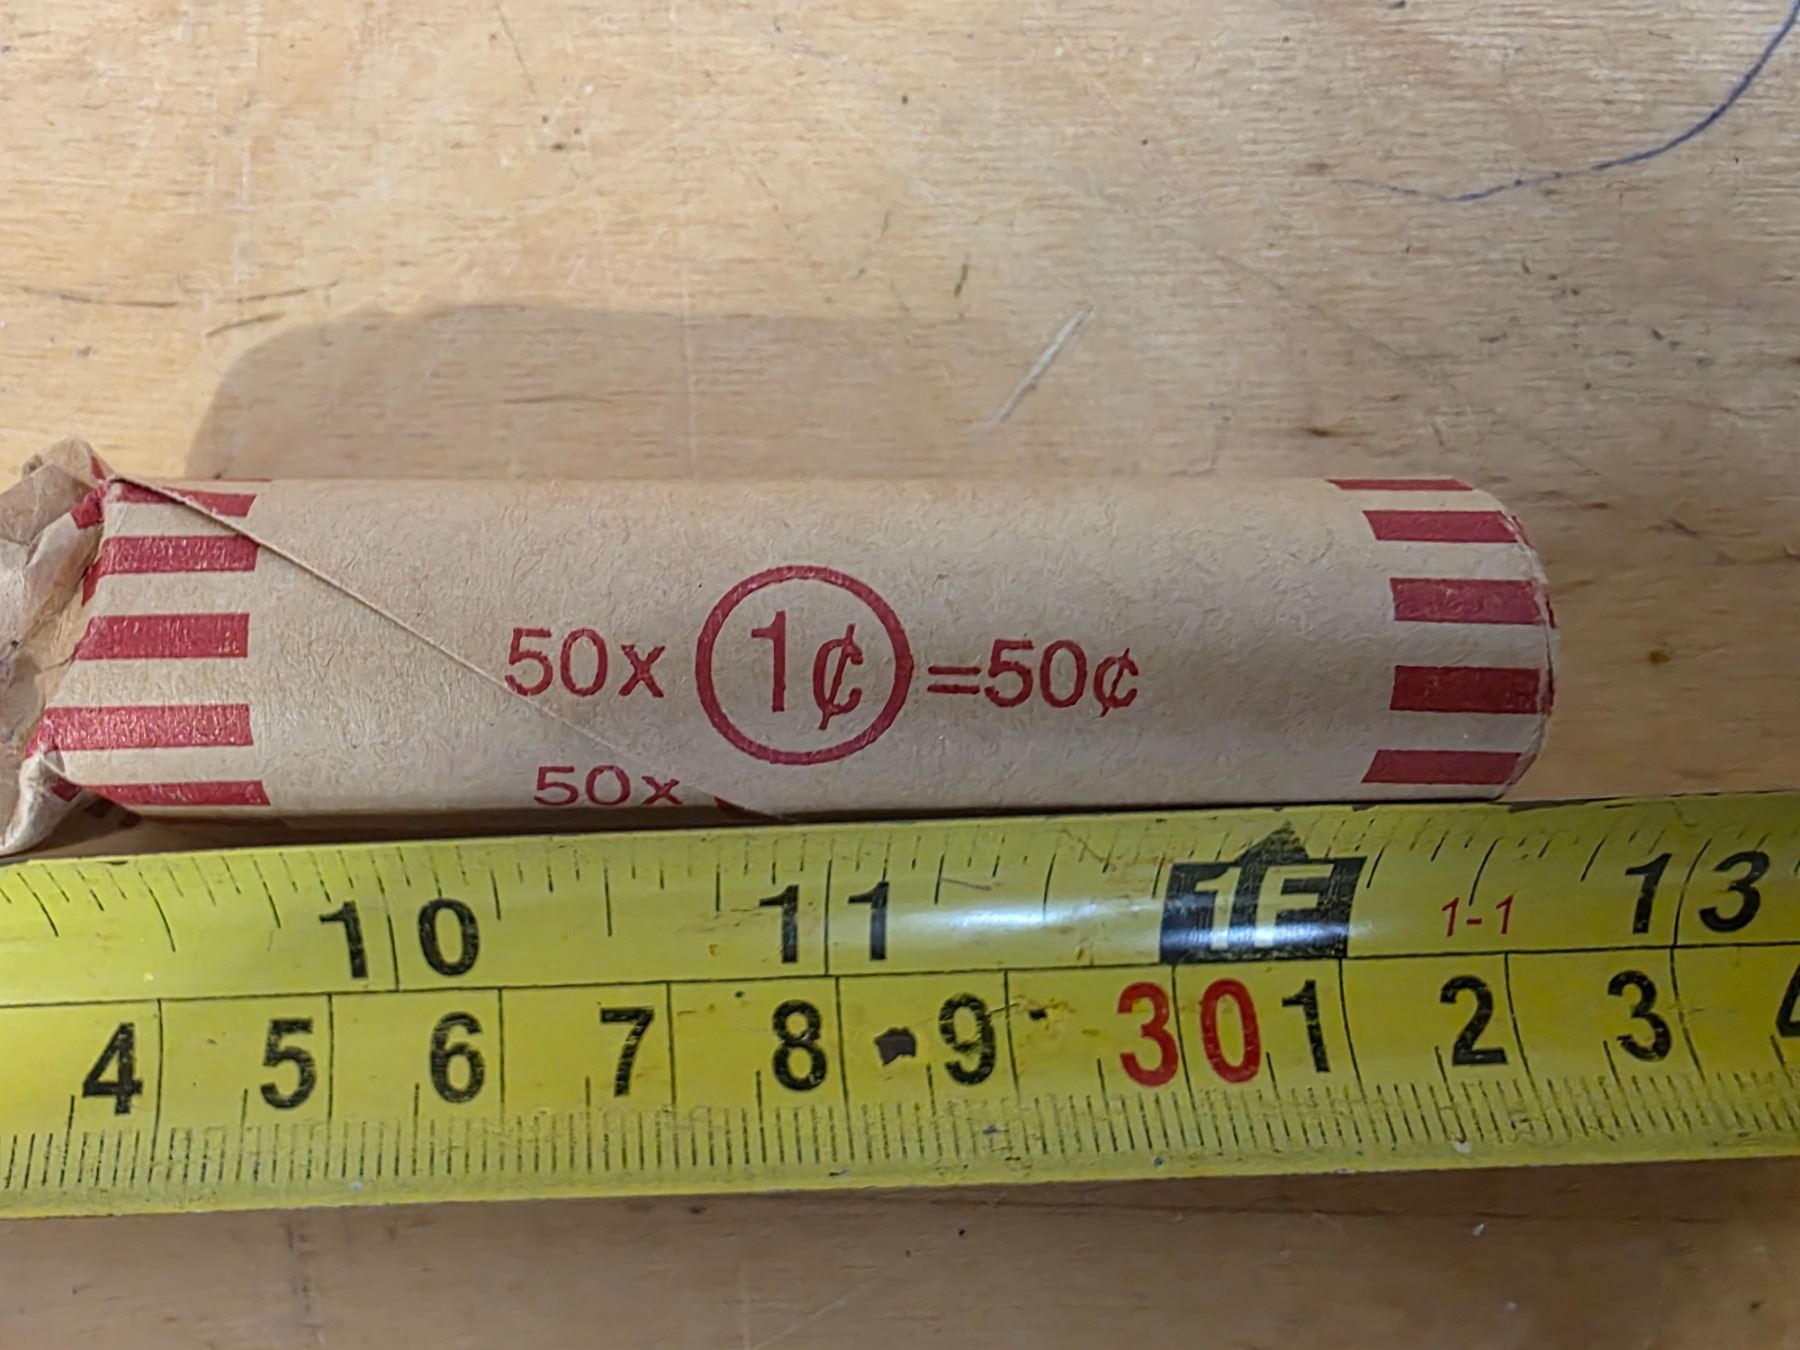 50x 1¢ =50¢
50x
10 11 1F 1-1 13
4 5 6 7 8 9 30 1 2 3 4